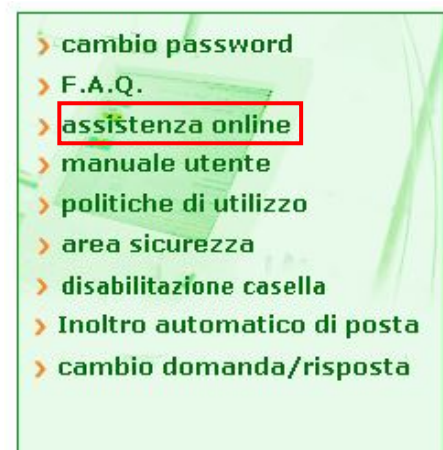 cambio password
F.A.Q.
assistenza online
manuale utente
politiche di utilizzo
area sicurezza
disabilitazione casella
Inoltro automatico di posta
cambio domanda/risposta